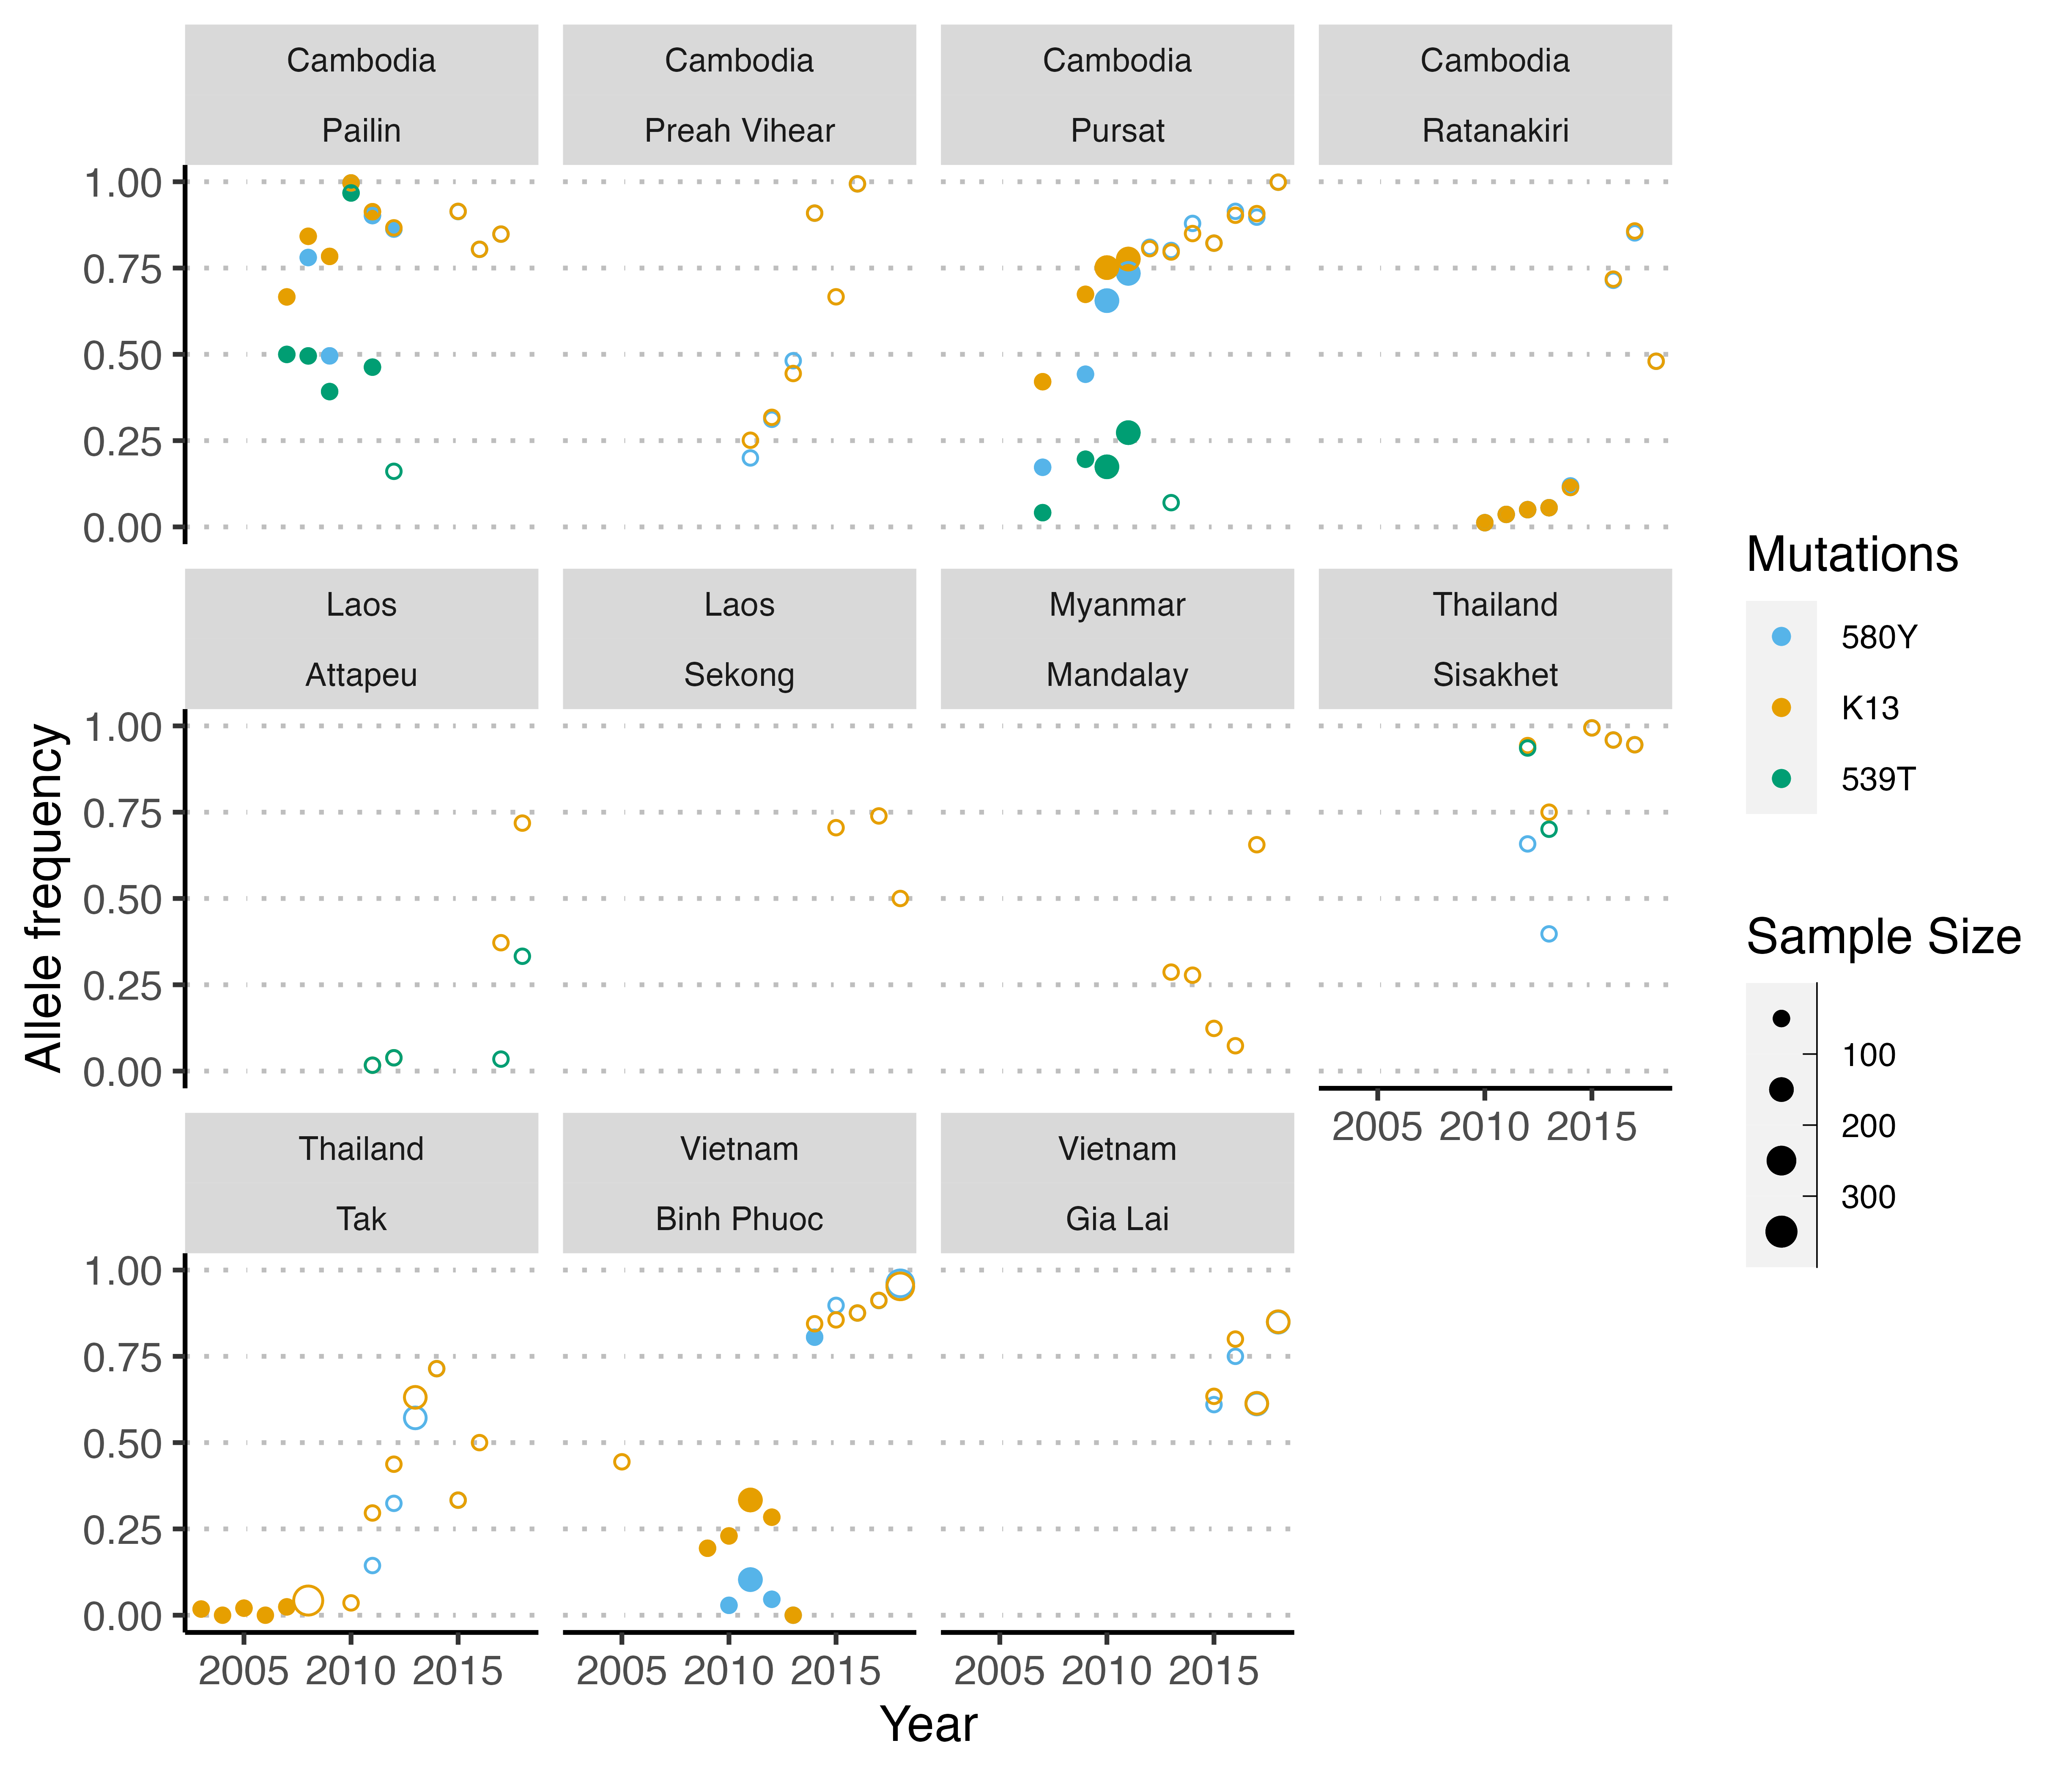 Cambodia Cambodia Cambodia Cambodia
Pailin Preah Vihear Pursat Ratanakiri
1.00
0.75
0.50
0.25
0.00
Laos Laos Myanmar Thailand
Attapeu Sekong Mandalay Sisakhet
1.00
0.75
0.50
0.25
0.00
2005 2010 2015
Thailand Vietnam Vietnam
Tak Binh Phuoc Gia Lai
1.00
0.75
0.50
0.25
0.00
2005 2010 2015 2005 2010 2015 2005 2010 2015
Year
Allele frequency
Mutations
580Y
K13
539T
Sample Size
100
200
300